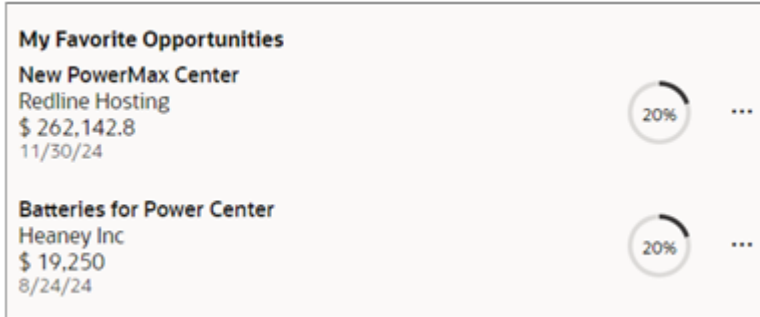 My Favorite Opportunities
New PowerMax Center
Redline Hosting
$ 262,142.8
11/30/24
20%
Batteries for Power Center
Heaney Inc
$ 19,250
8/24/24
20%